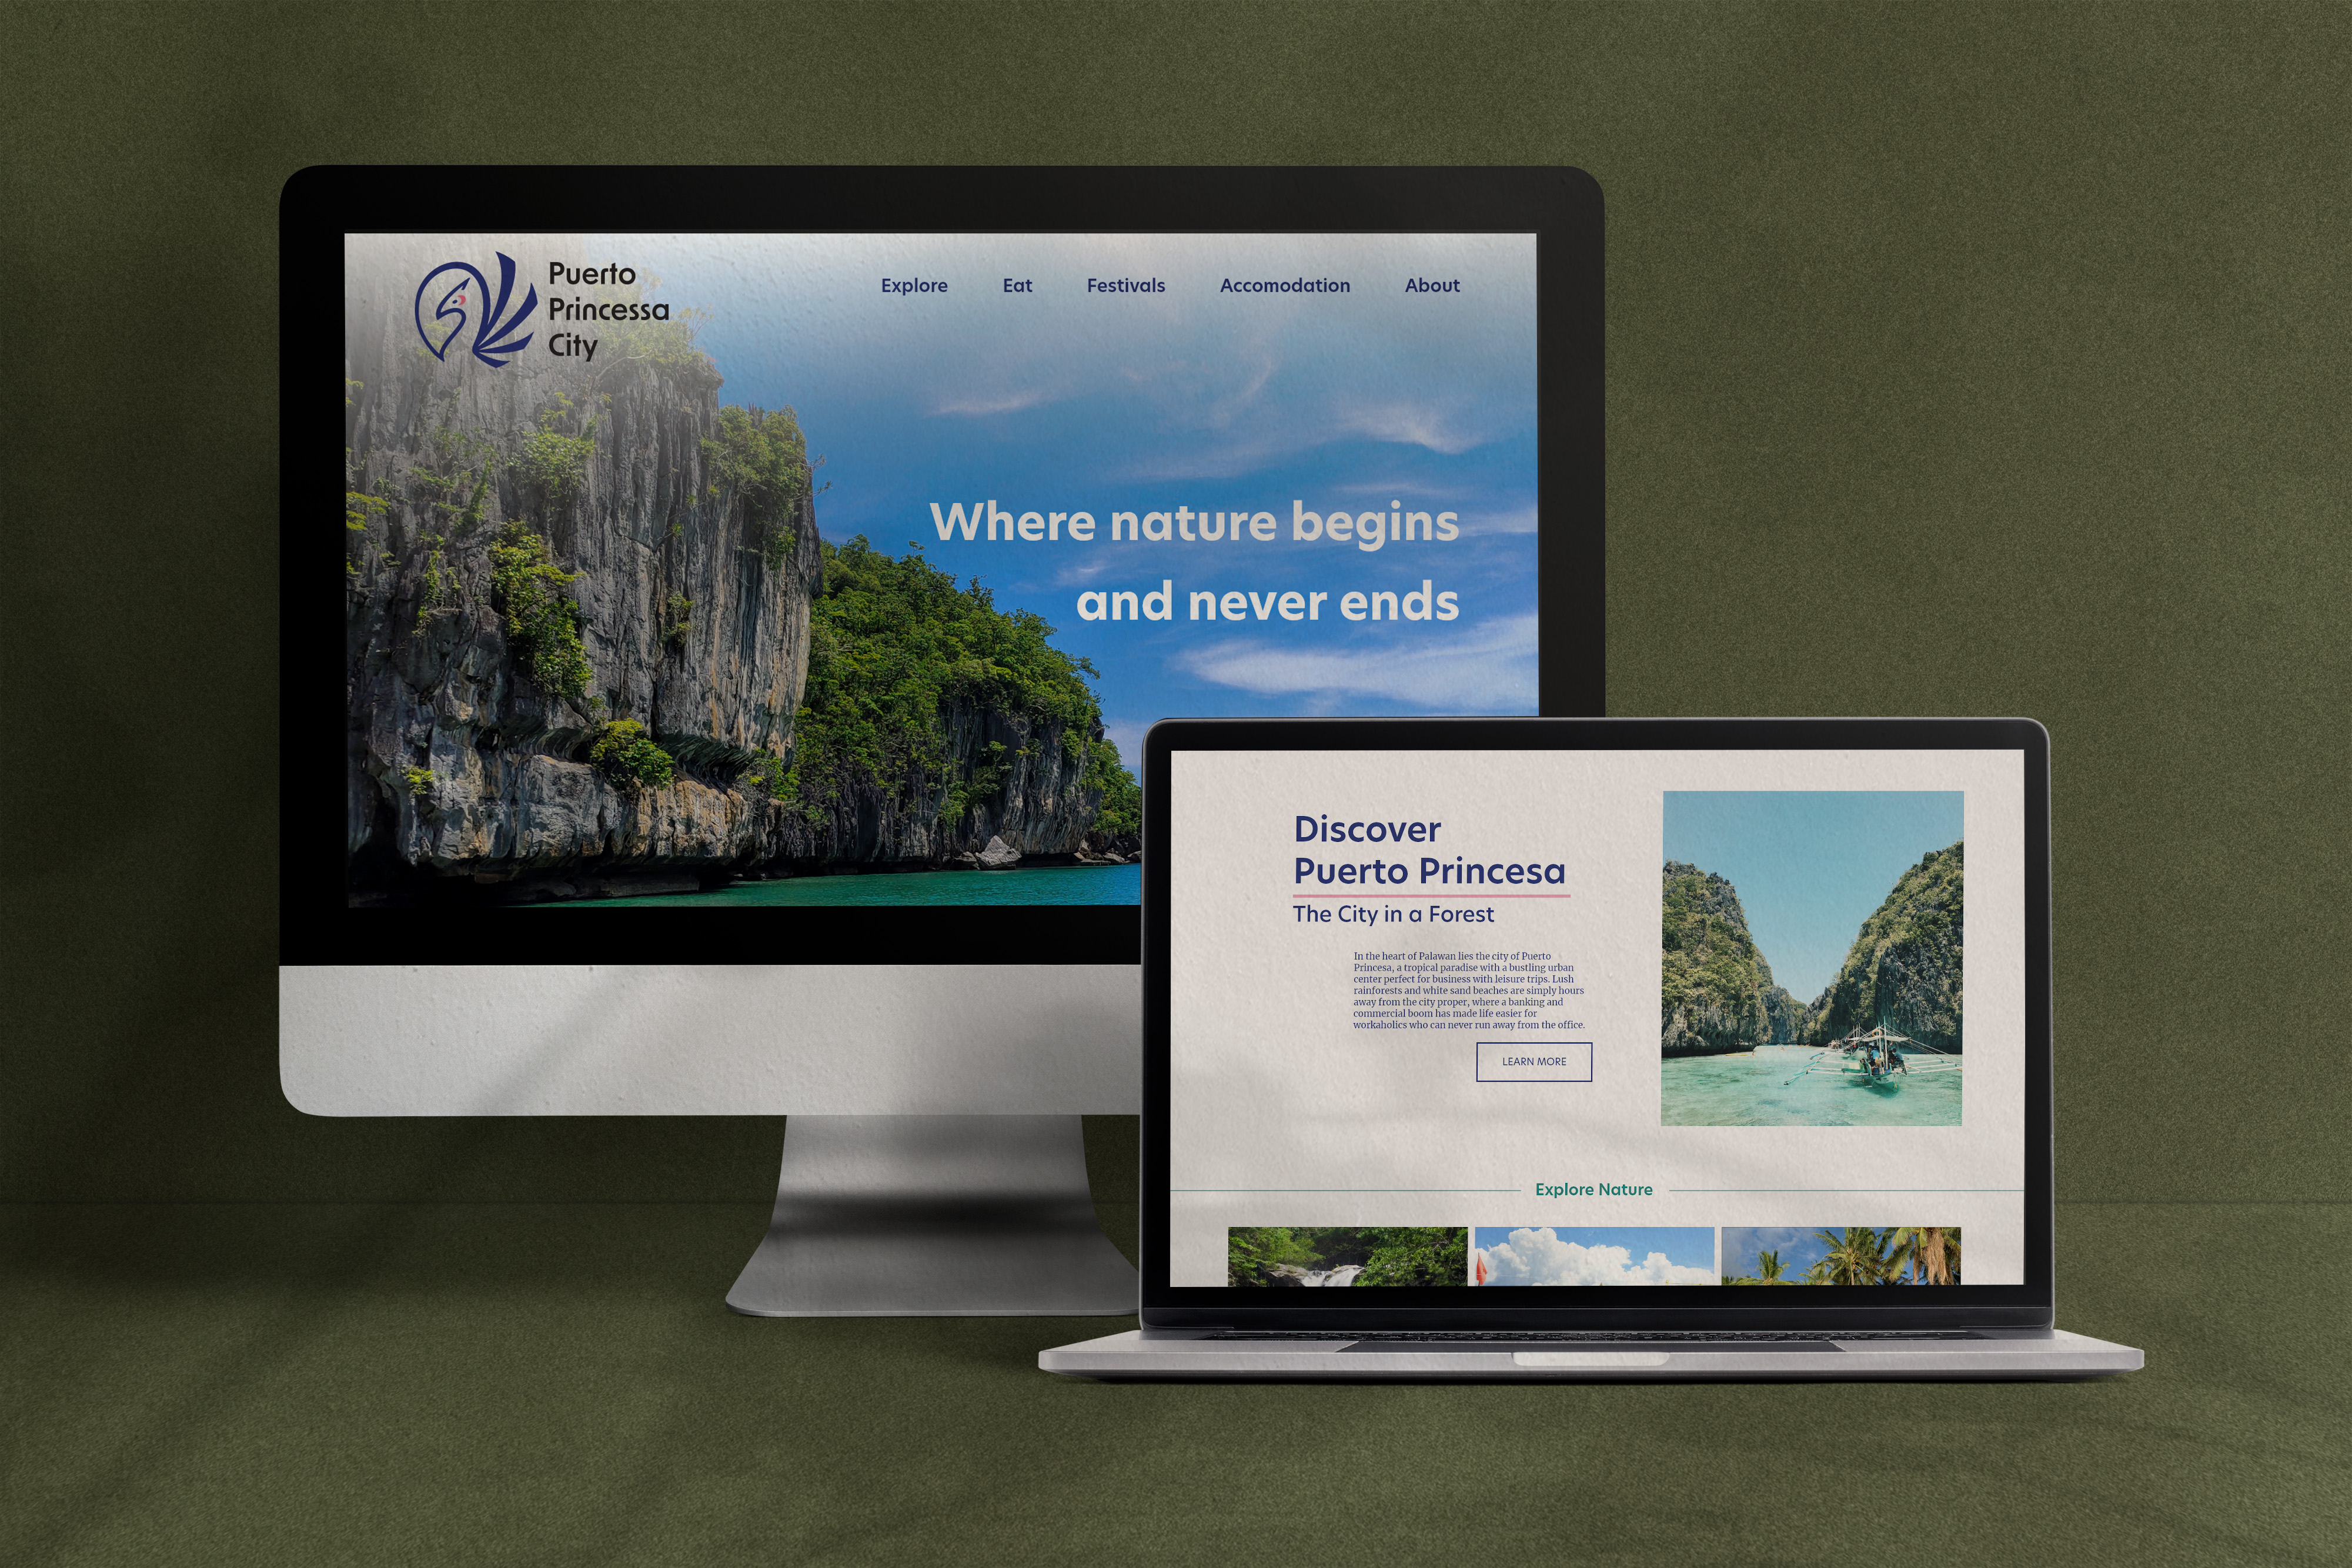 Puerto
Princessa
City
Explore Eat Festivals Accomodation About
Where nature begins
and never ends
Discover
Puerto Princesa
The City in a Forest
In the heart of Palawan lies the city of Puerto
Princesa, a tropical paradise with a bustling urban
center perfect for business with leisure trips. Lush
rainforests and white sand beaches are simply hours
away from the city proper, where a banking and
commercial boom has made life easier for
workaholics who can never run away from the office.
LEARN MORE
Explore Nature